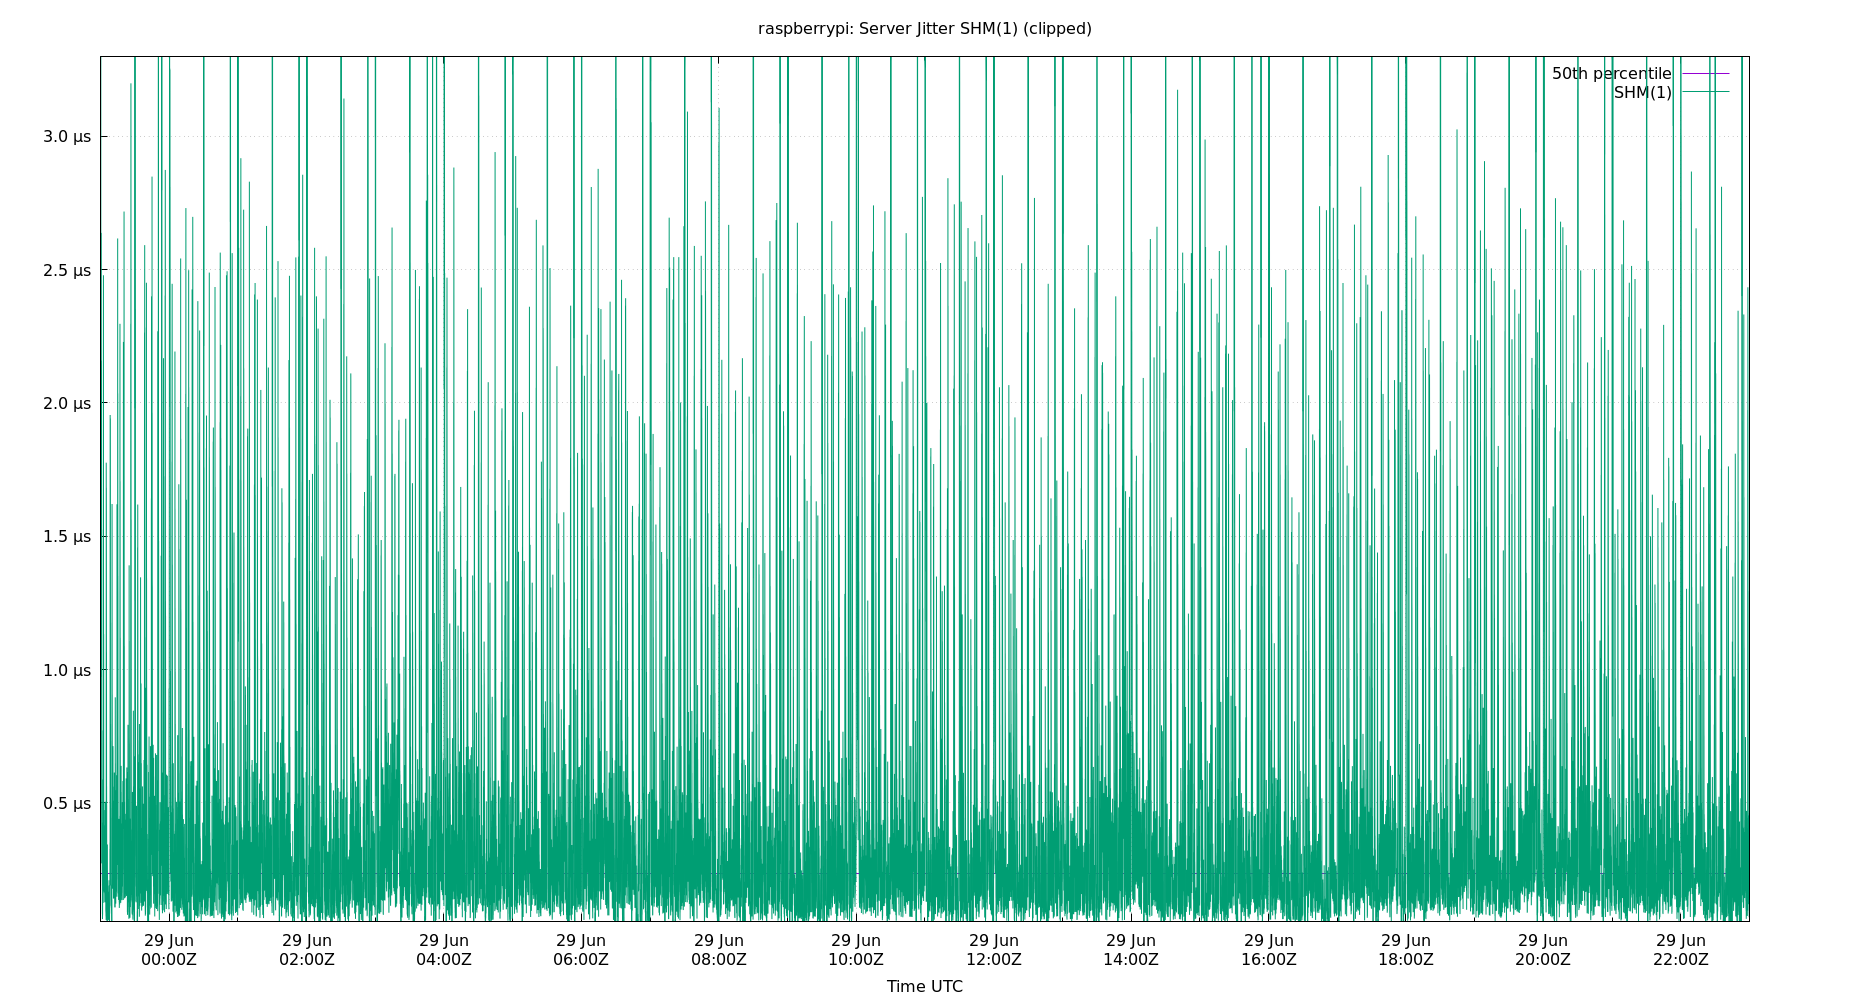 raspberrypi: Server Jitter SHM(1) (clipped)
50th percentile
SHM(1)
3.0 µs
2.5 µs
2.0 µs
1.5 µs
1.0 µs
0.5 µs
29 Jun 29 Jun 29 Jun 29 Jun 29 Jun 29 Jun 29 Jun 29 Jun 29 Jun 29 Jun 29 Jun 29 Jun
00:00Z 02:00Z 04:00Z 06:00Z 08:00Z 10:00Z 12:00Z 14:00Z 16:00Z 18:00Z 20:00Z 22:00Z
Time UTC